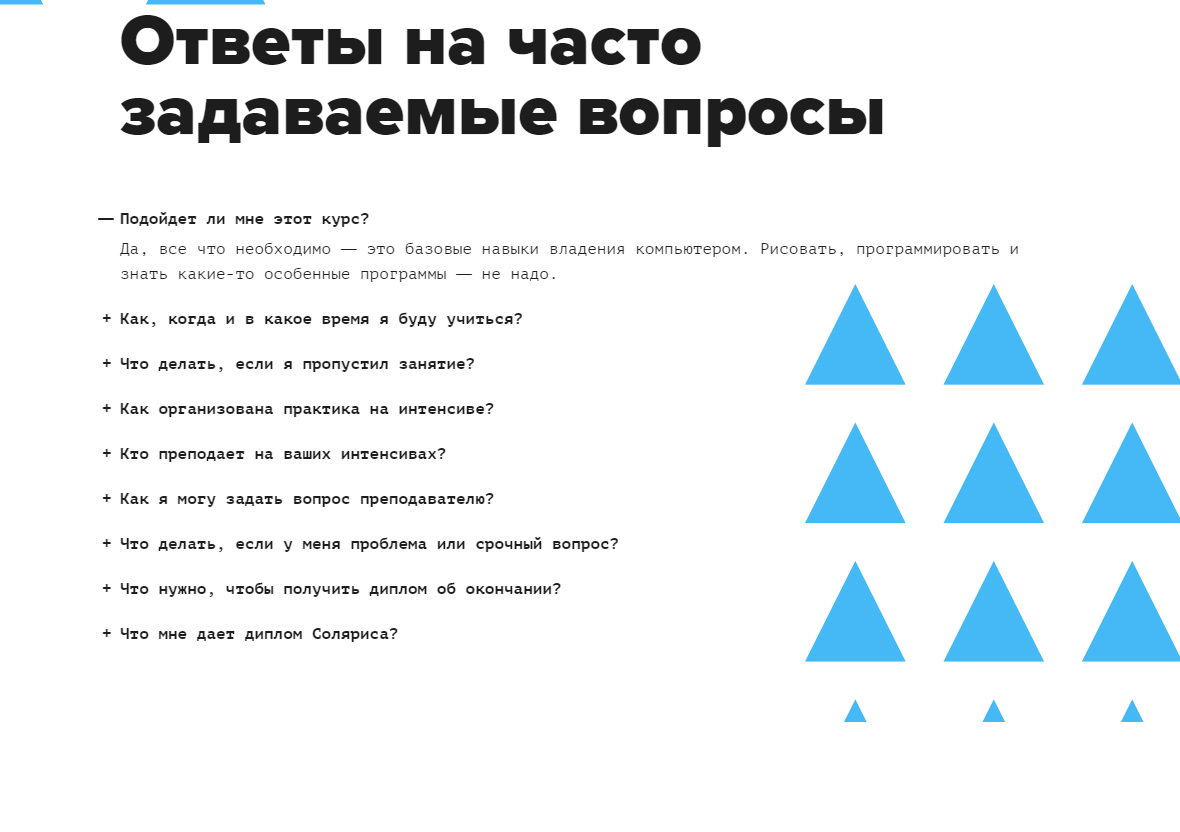 Ответы на часто
задаваемые вопросы
— Подойдет ли мне этот курс?
Да, все что необходимо — это базовые навыки владения компьютером. Рисовать, программировать и
знать какие-то особенные программы — не надо.
+ Как, когда и в какое время я буду учиться?
+ Что делать, если я пропустил занятие?
+ Как организована практика на интенсиве?
+ Кто преподает на ваших интенсивах?
+ Как я могу задать вопрос преподавателю?
+ Что делать, если у меня проблема или срочный вопрос?
+ Что нужно, чтобы получить диплом об окончании?
+ Что мне дает диплом Соляриса?